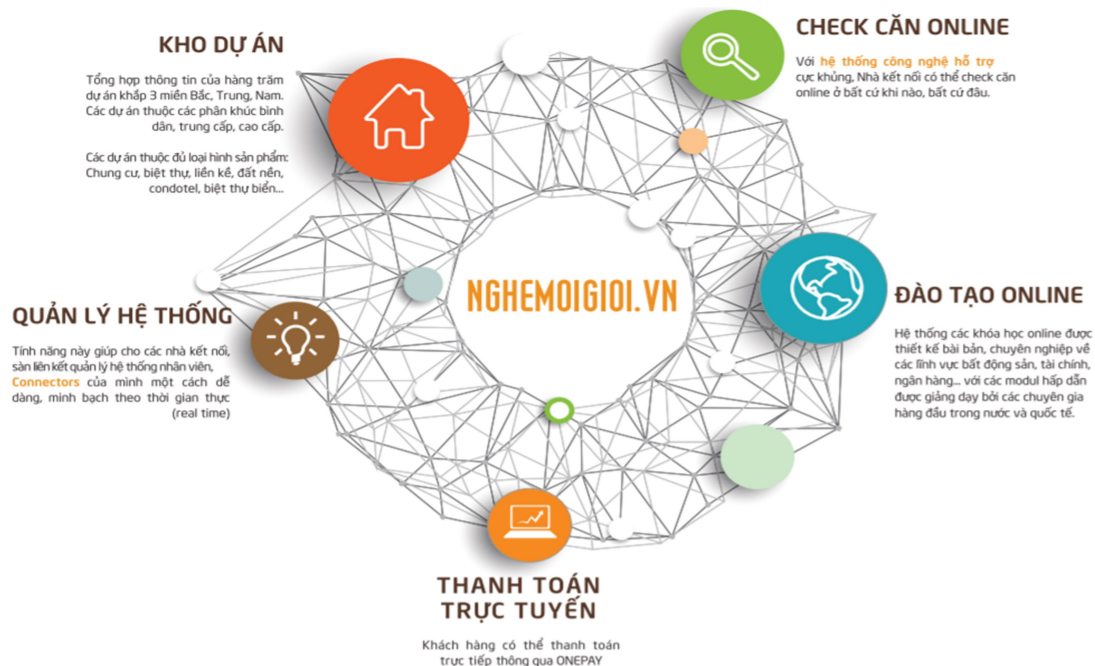 KHO DỰ ÁN
Tổng hợp thông tin của hàng trăm
dự án khắp 3 miền Bắc, Trung, Nam.
Các dự án thuộc các phân khúc bình
dân, trung cấp, cao cấp.
Các dự án thuộc đủ loại hình sản phẩm:
Chung cư, biệt thự, liền kề, đất nền,
condotel, biệt thự biển...
CHECK CĂN ONLINE
Với hệ thống công nghệ hỗ trợ
cực khủng, Nhà kết nối có thể check căn
online ở bất cứ khi nào, bất cứ đâu.
NGHEMOIGIOI.VN
QUẢN LÝ HỆ THỐNG
Tính năng này giúp cho các nhà kết nối,
sàn liên kết quản lý hệ thống nhân viên,
Connectors của mình một cách dễ
dàng, minh bạch theo thời gian thực
(real time)
ĐÀO TẠO ONLINE
Hệ thống các khóa học online được
thiết kế bài bản, chuyên nghiệp về
các lĩnh vực bất động sản, tài chính,
ngân hàng... với các modul hấp dẫn
được giảng dạy bởi các chuyên gia
hàng đầu trong nước và quốc tế.
THANH TOÁN
TRỰC TUYẾN
Khách hàng có thể thanh toán
trực tiếp thông qua ONEPAY